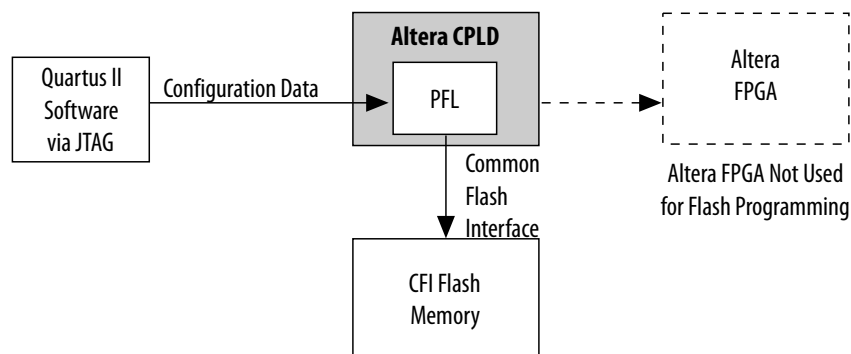 Altera CPLD
Quartus II
Software
via JTAG
Configuration Data
PFL
Altera
FPGA
Common
Flash
Interface
Altera FPGA Not Used
for Flash Programming
CFI Flash
Memory